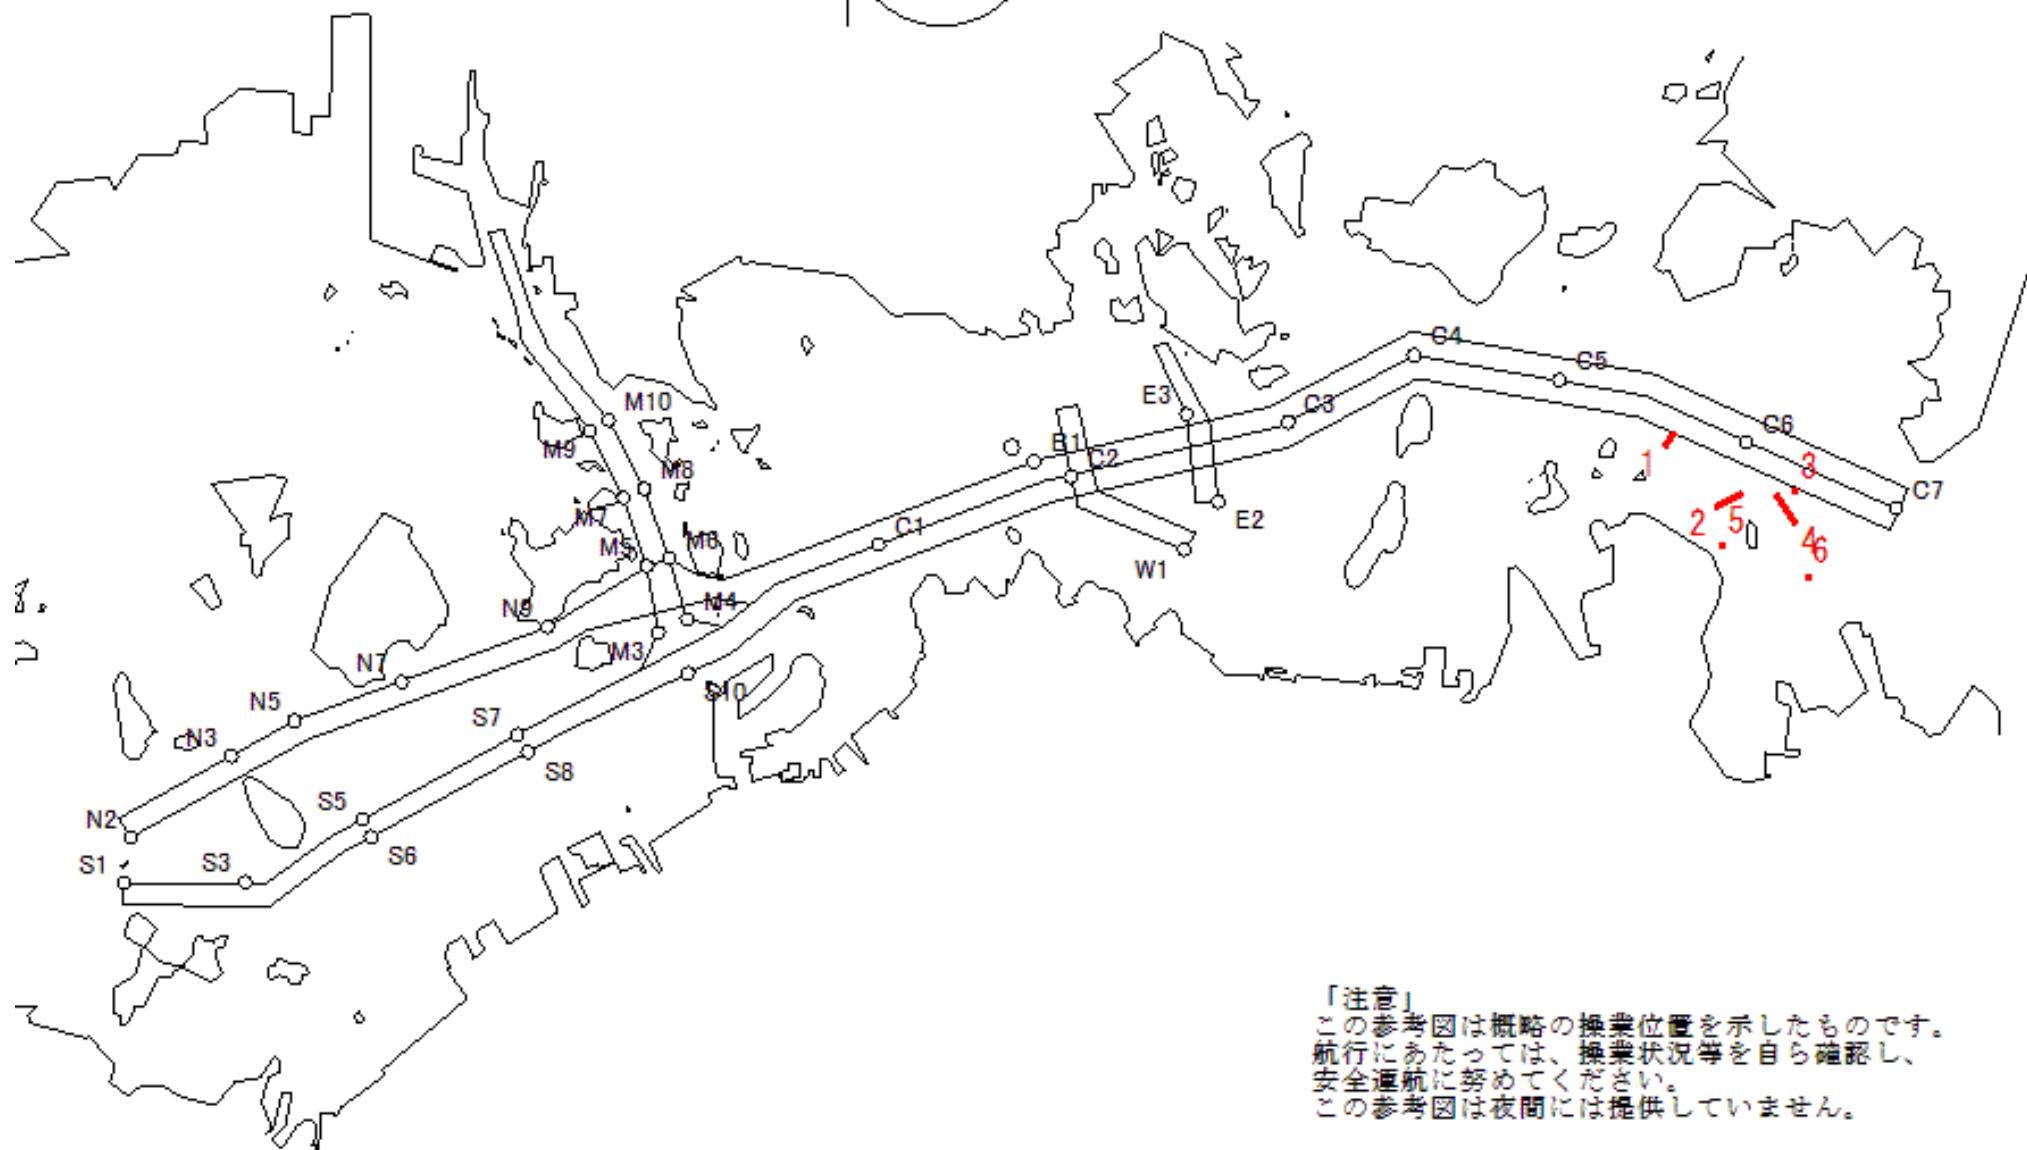 C4
C5
M10
E3
C3
C6
M9
B1
C2
1
3
M8
C7
M7
2
5
E2
C1
M5
M6
4
6
W1
N9
M4
N7
M3
N5
S10
N3
S7
S8
N2
S5
S1
S3
S6
「注意」
この参考図は概略の操業位置を示したものです。
航行にあたっては、操業状況等を自ら確認し、
安全運航に努めてください。
この参考図は夜間には提供していません。